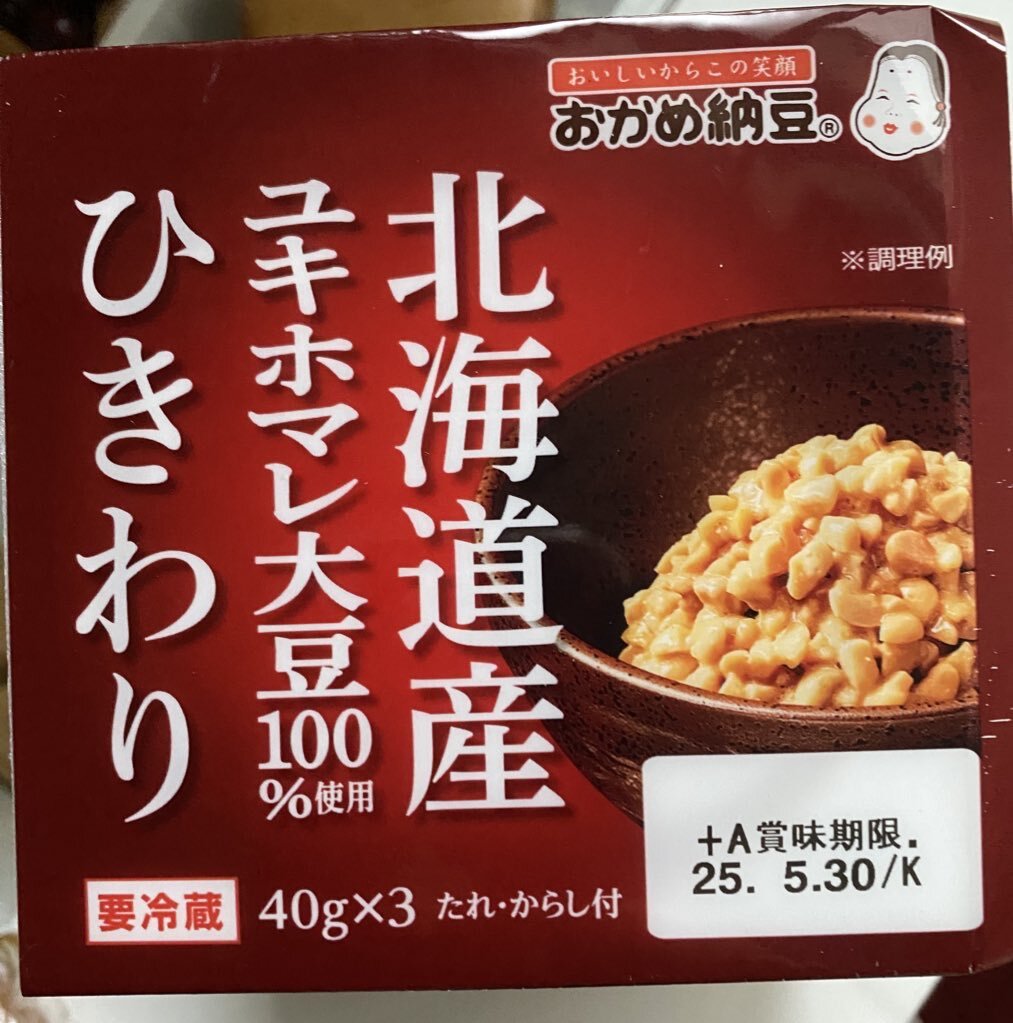 おいしいからこの笑顔
おかめ納豆®
※調理例
北海道産
ユキホマレ大豆100%使用
ひきわり
要冷蔵
40g×3 たれ・からし付
+A賞味期限.
25. 5.30/K